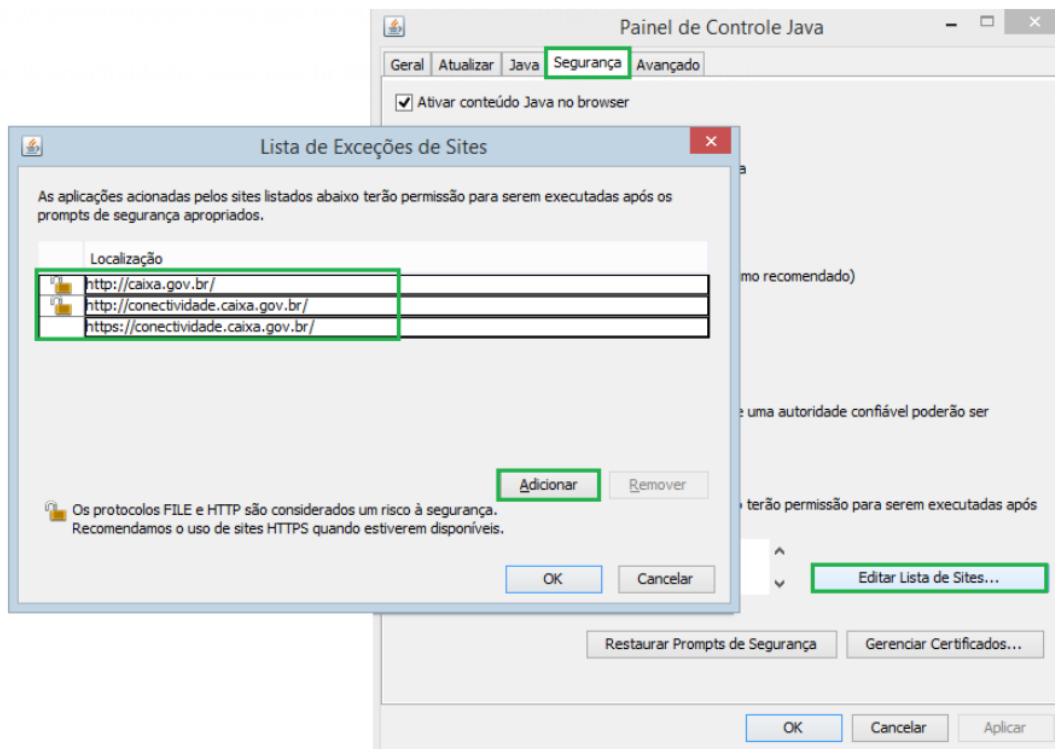 Painel de Controle Java
Geral Atualizar Java Segurança Avançado
Ativar conteúdo Java no browser
Lista de Exceções de Sites
As aplicações acionadas pelos sites listados abaixo terão permissão para serem executadas após os
prompts de segurança apropriados.
Localização
http://caixa.gov.br/
http://conectividade.caixa.gov.br/
https://conectividade.caixa.gov.br/
Adicionar Remover
Os protocolos FILE e HTTP são considerados um risco à segurança.
Recomendamos o uso de sites HTTPS quando estiverem disponíveis.
OK Cancelar
a
mo recomendado)
e uma autoridade confiável poderão ser
terão permissão para serem executadas após
Editar Lista de Sites...
Restaurar Prompts de Segurança Gerenciar Certificados...
OK Cancelar Aplicar